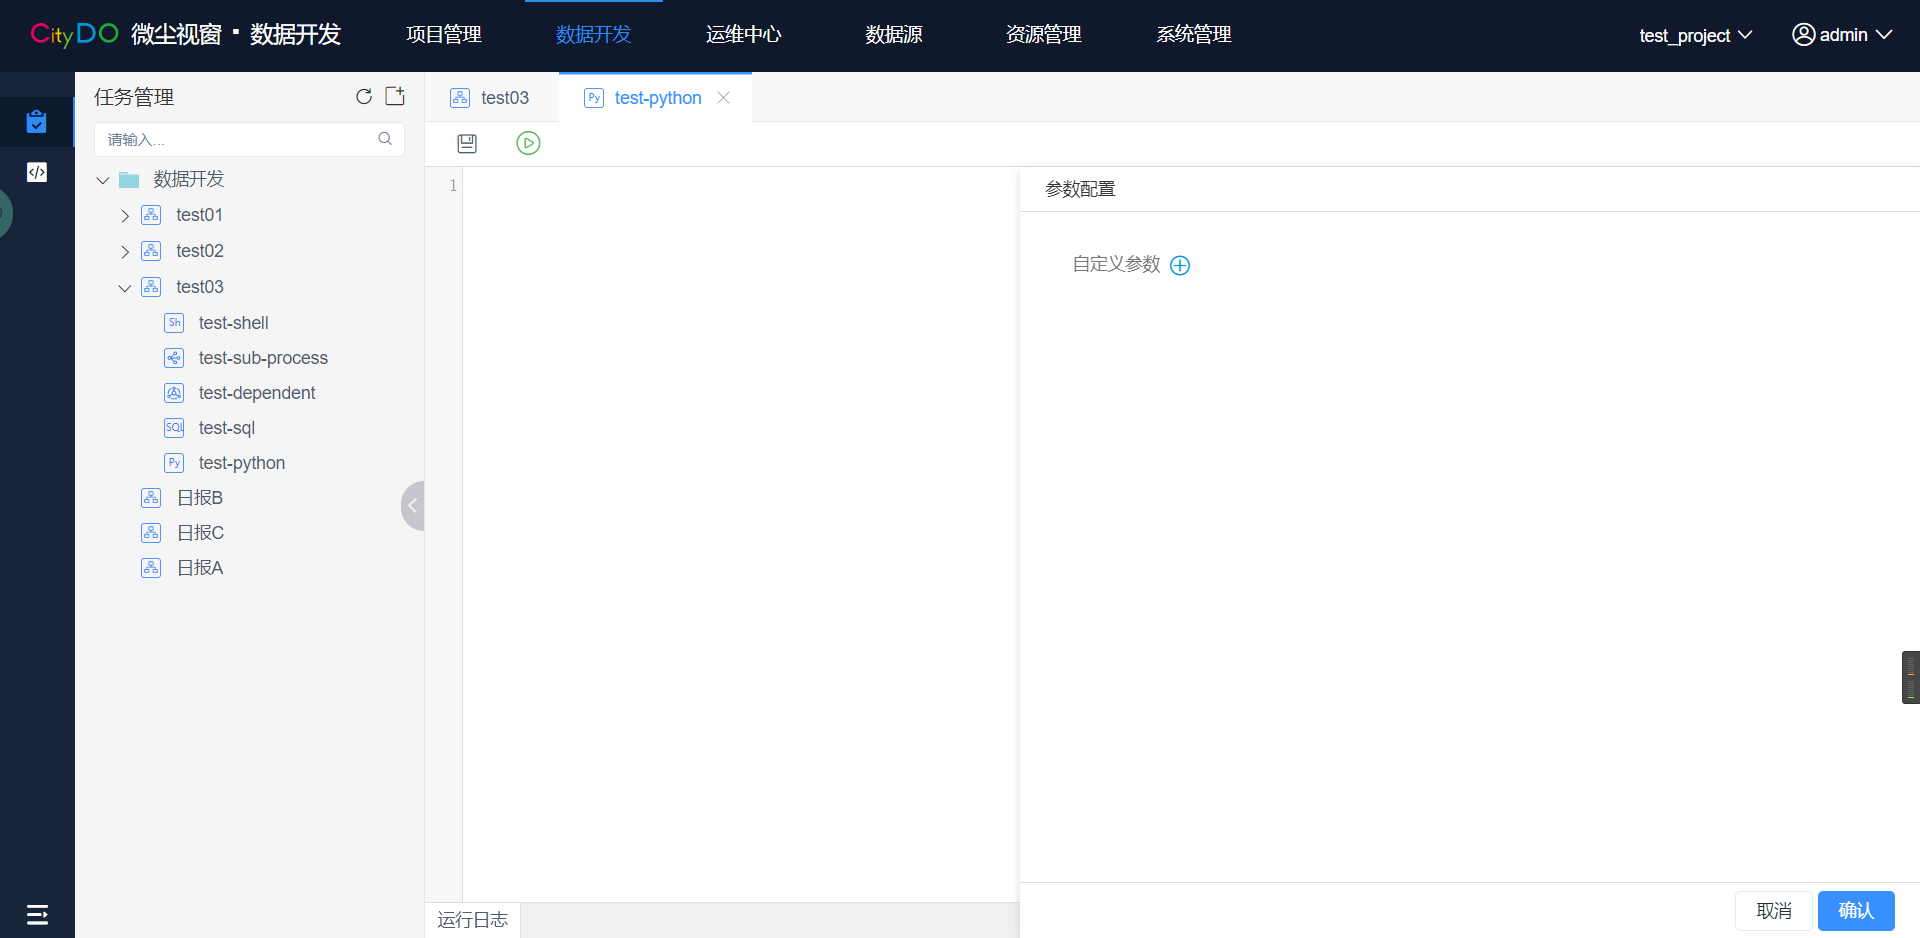 CityDO 微尘视窗 · 数据开发 项目管理 数据开发 运维中心 数据源 资源管理 系统管理 test_project admin
任务管理
请输入...
数据开发
test01
test02
test03
Sh test-shell
test-sub-process
test-dependent
SQL test-sql
Py test-python
日报B
日报C
日报A
test03 Py test-python
1
参数配置
自定义参数
运行日志
取消 确认